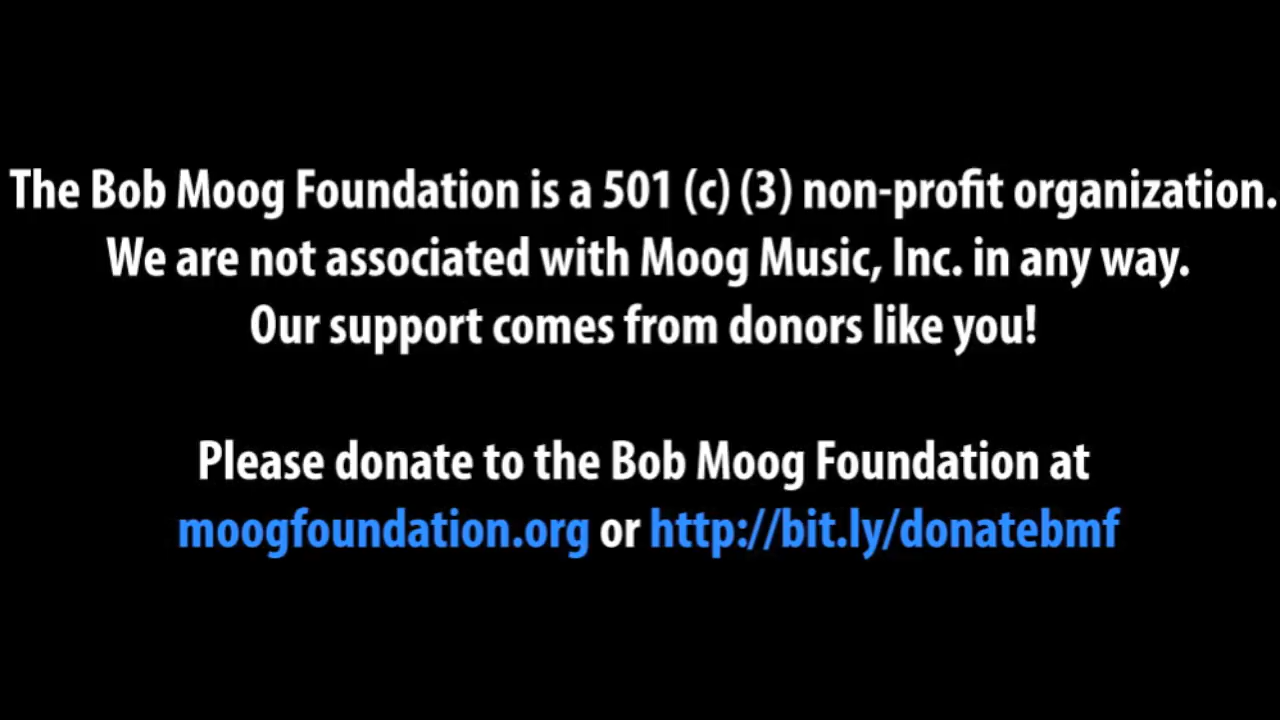 The Bob Moog Foundation is a 501 (c) (3) non-profit organization.
We are not associated with Moog Music, Inc. in any way.
Our support comes from donors like you!
Please donate to the Bob Moog Foundation at
moogfoundation.org or http://bit.ly/donatebmf